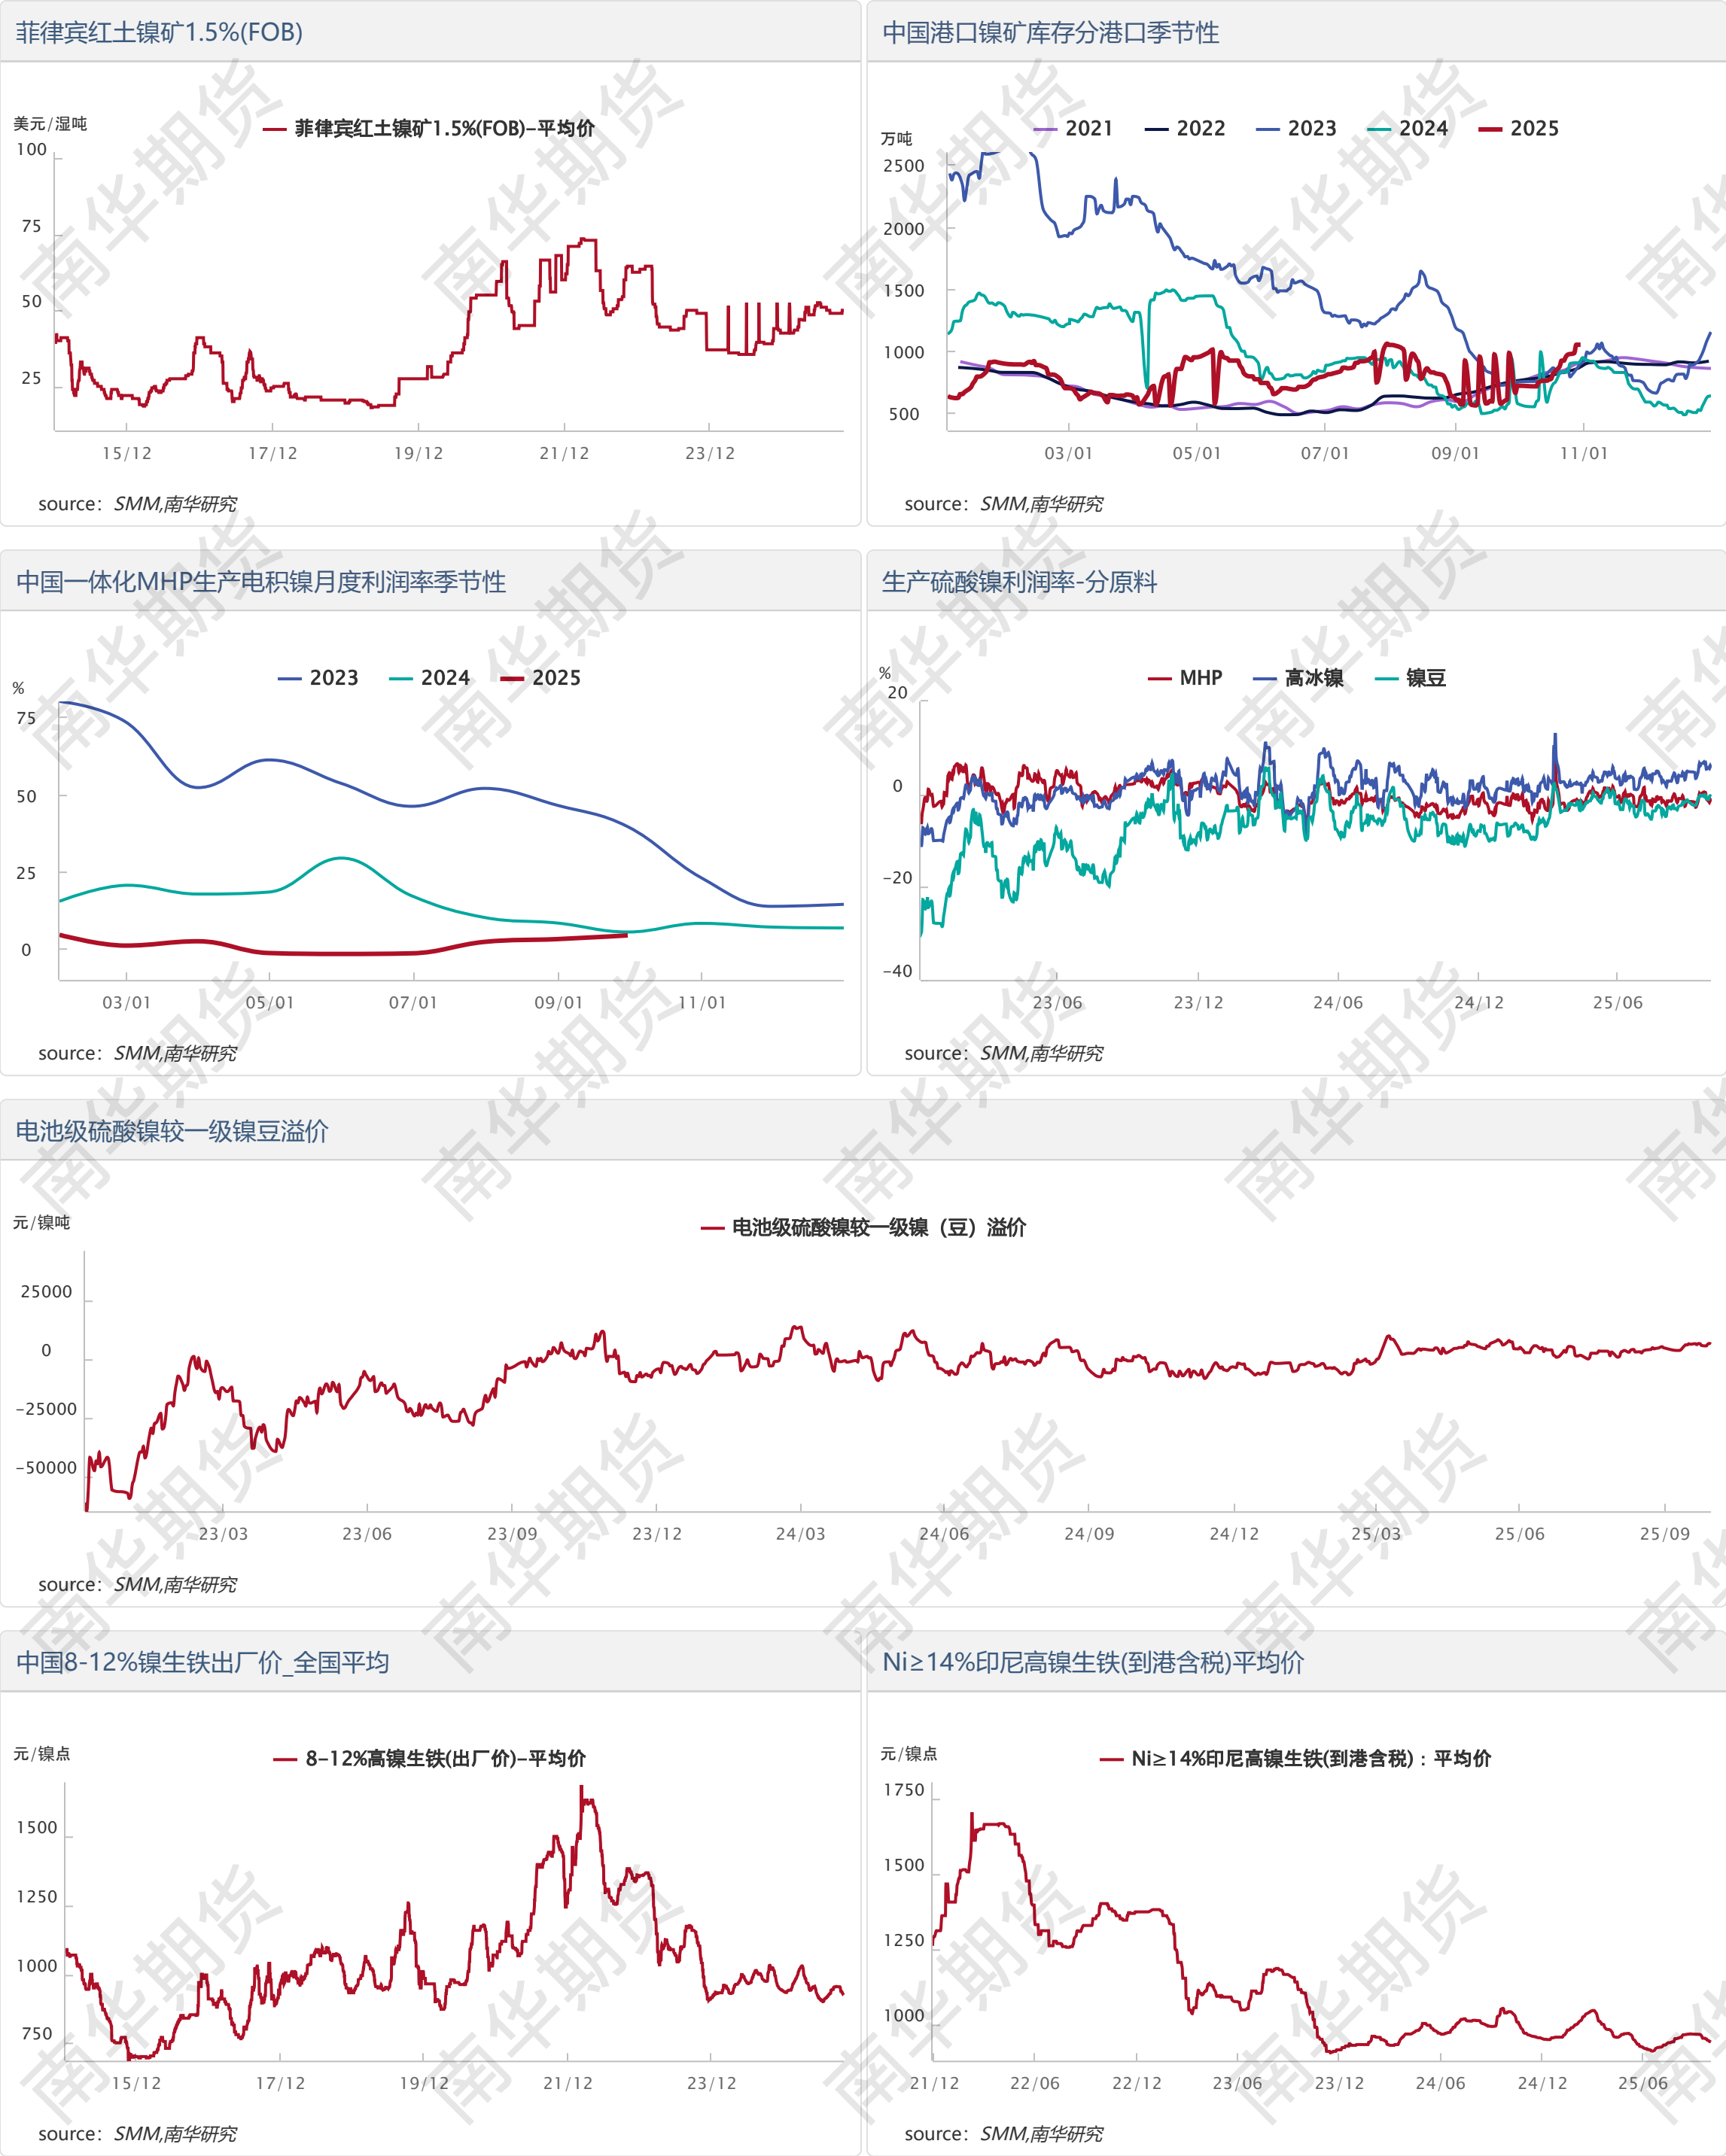 菲律宾红土镍矿1.5%(FOB)
美元/湿吨
菲律宾红土镍矿1.5%(FOB)-平均价
100
75
50
25
15/12 17/12 19/12 21/12 23/12
source：SMM,南华研究
中国港口镍矿库存分港口季节性
万吨
2021 2022 2023 2024 2025
2500
2000
1500
1000
500
03/01 05/01 07/01 09/01 11/01
source：SMM,南华研究
中国一体化MHP生产电积镍月度利润率季节性
%
2023 2024 2025
75
50
25
0
03/01 05/01 07/01 09/01 11/01
source：SMM,南华研究
生产硫酸镍利润率-分原料
%
MHP 高冰镍 镍豆
20
0
-20
-40
23/06 23/12 24/06 24/12 25/06
source：SMM,南华研究
电池级硫酸镍较一级镍豆溢价
元/镍吨
电池级硫酸镍较一级镍（豆）溢价
25000
0
-25000
-50000
23/03 23/06 23/09 23/12 24/03 24/06 24/09 24/12 25/03 25/06 25/09
source：SMM,南华研究
中国8-12%镍生铁出厂价_全国平均
元/镍点
8-12%高镍生铁(出厂价)-平均价
1500
1250
1000
750
15/12 17/12 19/12 21/12 23/12
source：SMM,南华研究
Ni≥14%印尼高镍生铁(到港含税)平均价
元/镍点
Ni≥14%印尼高镍生铁(到港含税)：平均价
1750
1500
1250
1000
21/12 22/06 22/12 23/06 23/12 24/06 24/12 25/06
source：SMM,南华研究
南华期货